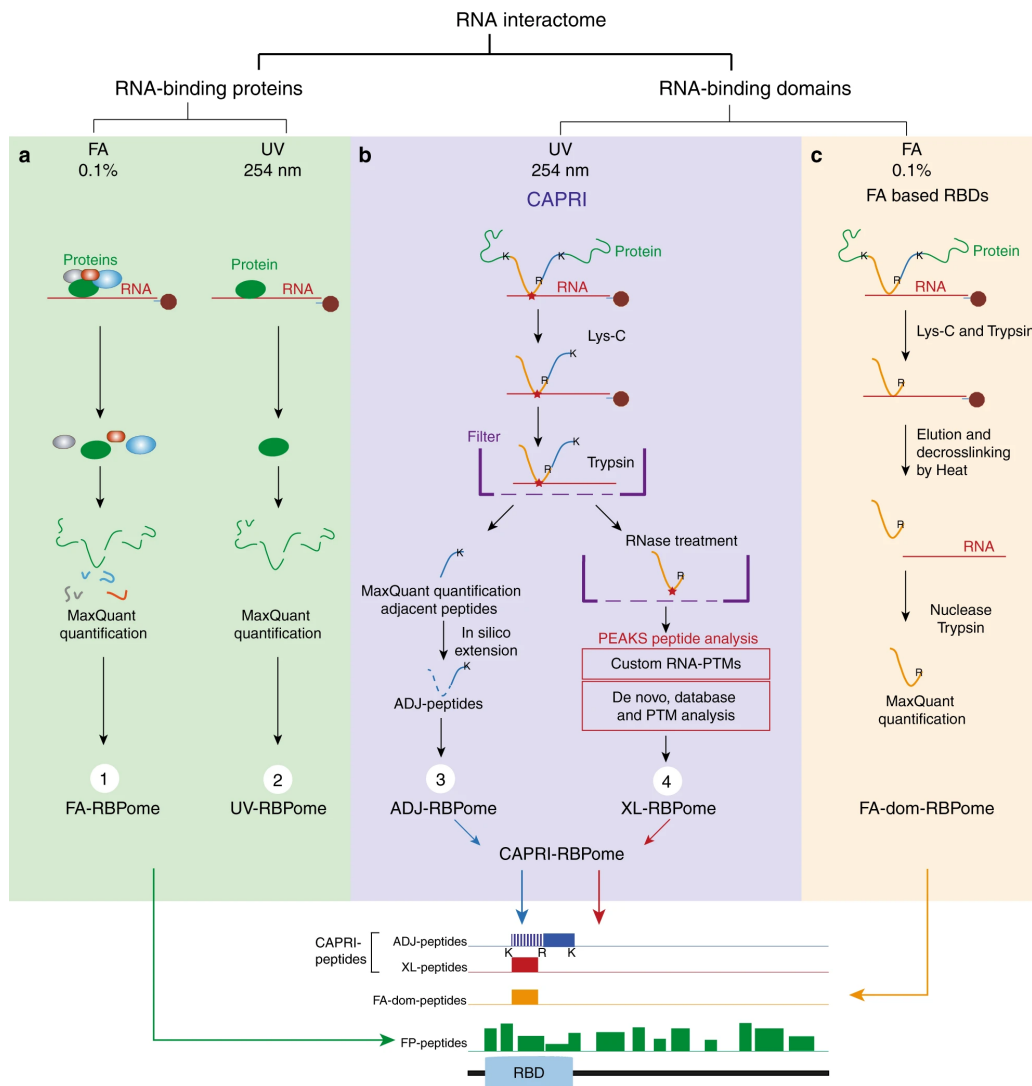 RNA interactome
RNA-binding proteins
RNA-binding domains
a
FA
0.1%
UV
254 nm
Proteins
RNA
Protein
RNA
MaxQuant
quantification
MaxQuant
quantification
1
FA-RBPome
2
UV-RBPome
b
UV
254 nm
CAPRI
K
K
Protein
R
RNA
Lys-C
K
R
Filter
K
R
Trypsin
K
MaxQuant quantification
adjacent peptides
In silico
extension
K
ADJ-peptides
3
ADJ-RBPome
RNase treatment
R
PEAKS peptide analysis
Custom RNA-PTMs
De novo, database
and PTM analysis
4
XL-RBPome
CAPRI-RBPome
c
FA
0.1%
FA based RBDs
K
K
Protein
R
RNA
Lys-C and Trypsin
R
Elution and
decrosslinking
by Heat
R
RNA
Nuclease
Trypsin
R
MaxQuant
quantification
FA-dom-RBPome
CAPRI-
peptides
ADJ-peptides
K R K
XL-peptides
FA-dom-peptides
FP-peptides
RBD